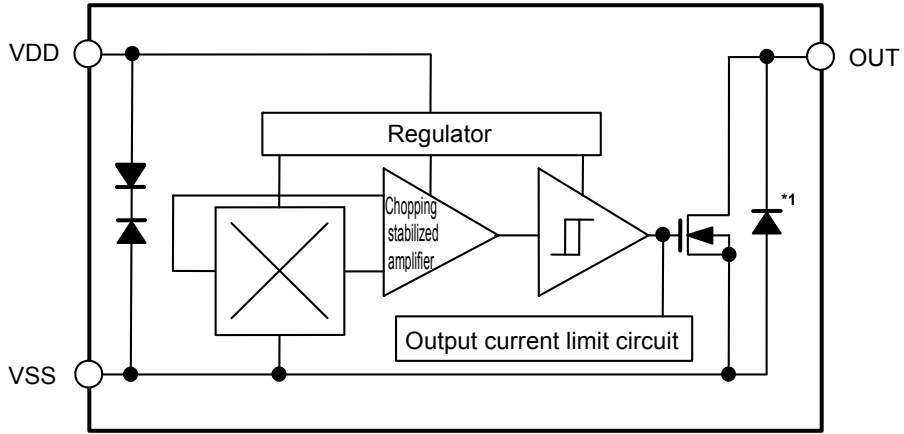 VDD
OUT
Regulator
Chopping
stabilized
amplifier
*1
Output current limit circuit
VSS